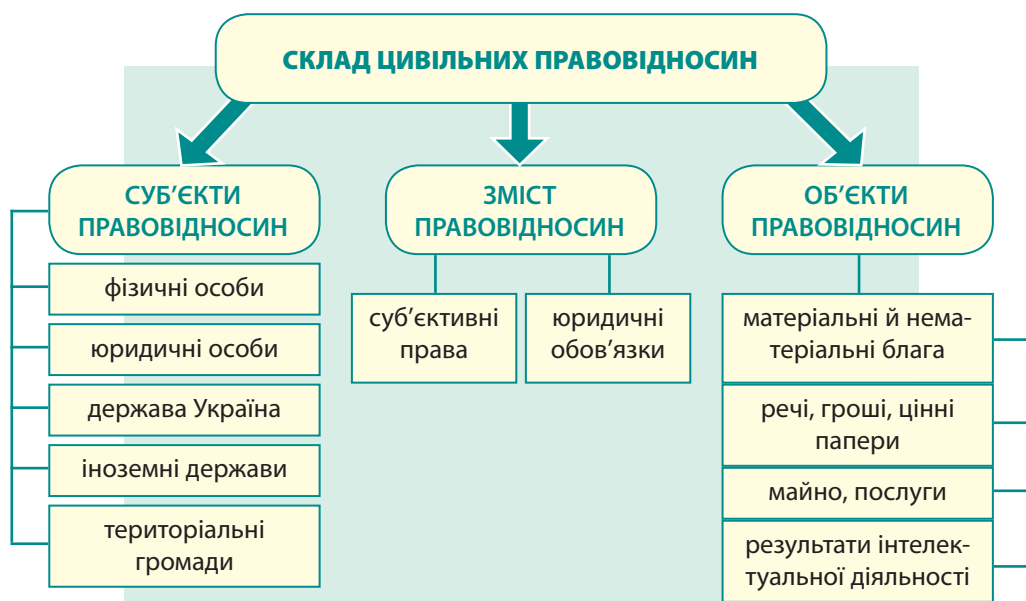 СКЛАД ЦИВІЛЬНИХ ПРАВОВІДНОСИН
СУБ’ЄКТИ
ПРАВОВІДНОСИН
фізичні особи
юридичні особи
держава Україна
іноземні держави
територіальні
громади
ЗМІСТ
ПРАВОВІДНОСИН
суб’єктивні
права
юридичні
обов’язки
ОБ’ЄКТИ
ПРАВОВІДНОСИН
матеріальні й нема-
теріальні блага
речі, гроші, цінні
папери
майно, послуги
результати інтелек-
туальної діяльності